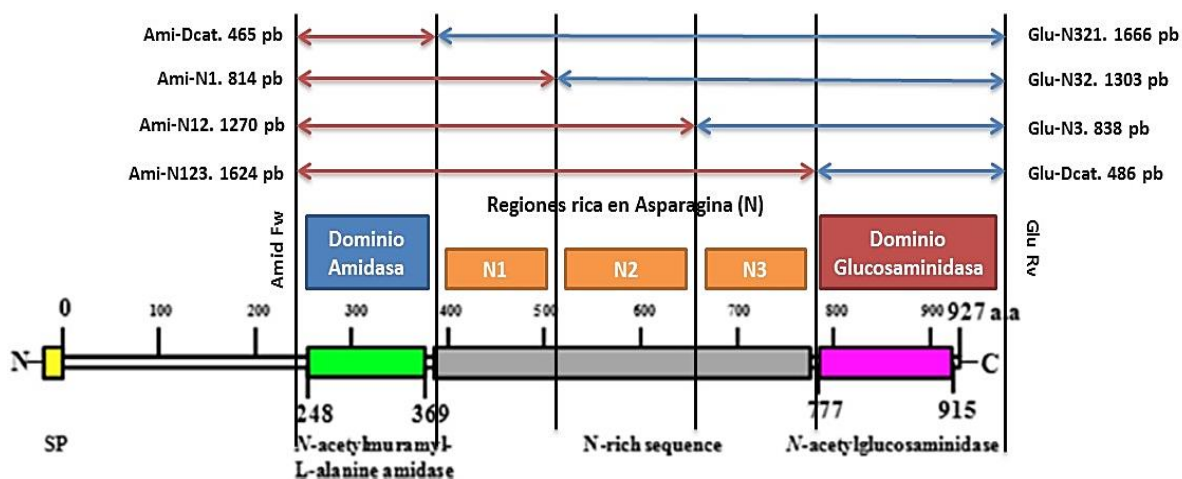 Ami-Dcat. 465 pb
Glu-N321. 1666 pb
Ami-N1. 814 pb
Glu-N32. 1303 pb
Ami-N12. 1270 pb
Glu-N3. 838 pb
Ami-N123. 1624 pb
Glu-Dcat. 486 pb
Regiones rica en Asparagina (N)
Amid Fw
Dominio
Amidasa
N1
N2
N3
Dominio
Glucosaminidasa
Glu Rv
0 100 200 300 400 500 600 700 800 900 927 a.a
N C
248 369 777 915
SP
N-acetylmuramyl-
L-alanine amidase
N-rich sequence
N-acetylglucosaminidase